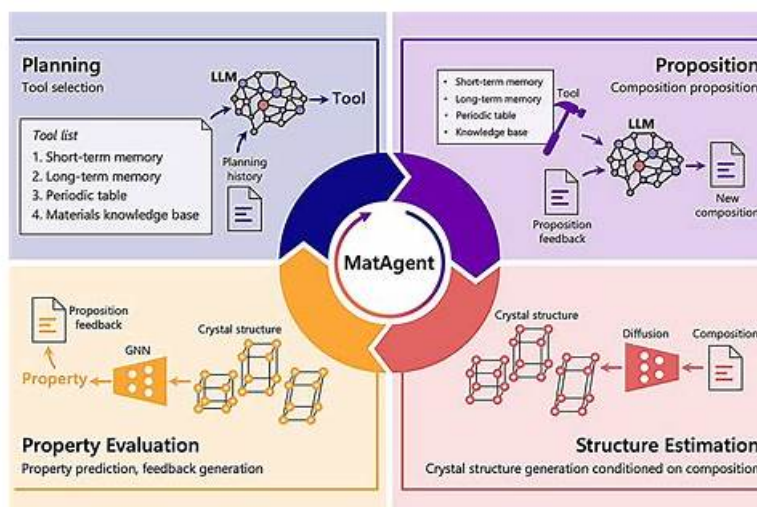 Planning
Tool selection
LLM
Tool
Tool list
1. Short-term memory
2. Long-term memory
3. Periodic table
4. Materials knowledge base
Planning
history
Proposition
Composition proposition
• Short-term memory
• Long-term memory
• Periodic table
• Knowledge base
Tool
LLM
Proposition
feedback
New
composition
MatAgent
Proposition
feedback
Property
GNN
Crystal structure
Property Evaluation
Property prediction, feedback generation
Crystal structure
Diffusion
Composition
Structure Estimation
Crystal structure generation conditioned on composition